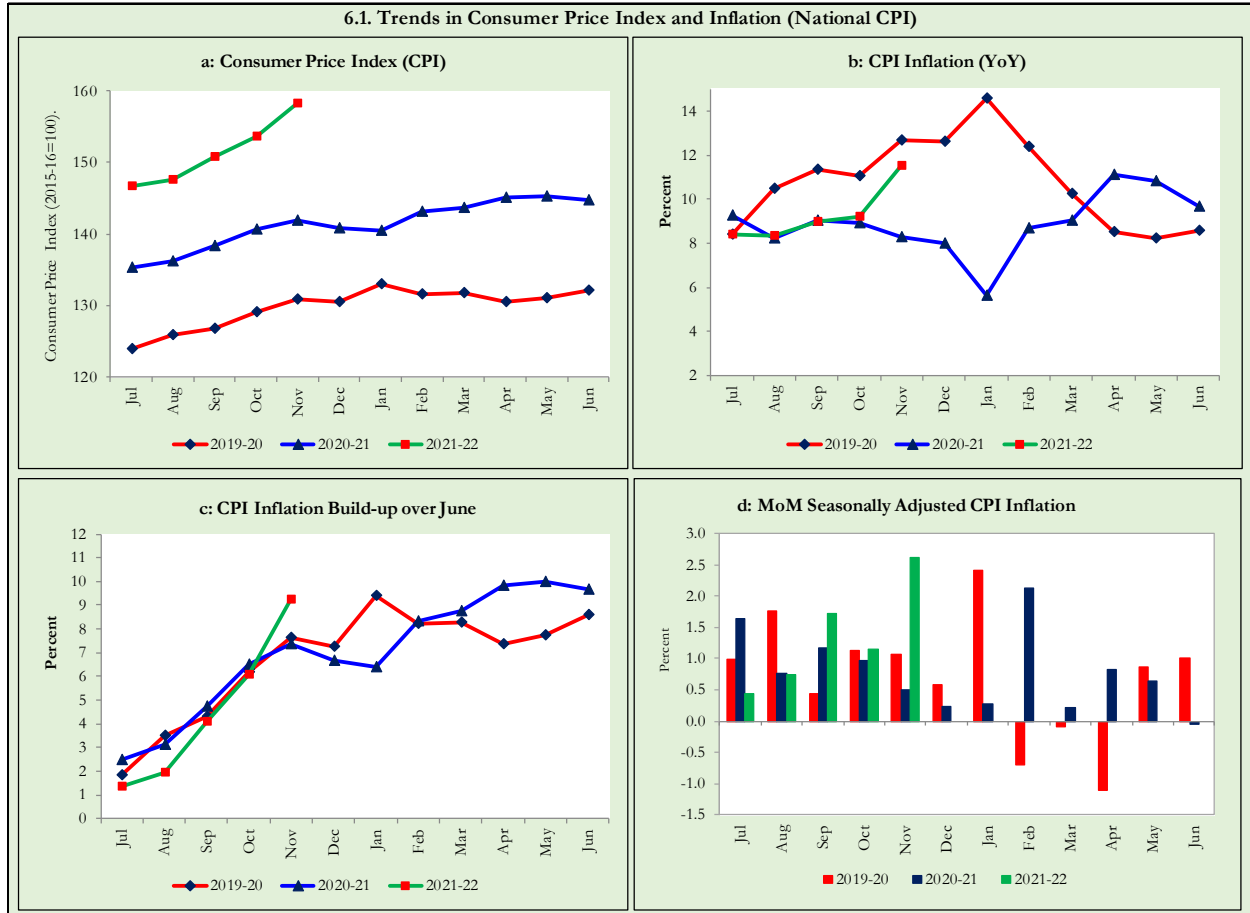 6.1. Trends in Consumer Price Index and Inflation (National CPI)
a: Consumer Price Index (CPI)
Consumer Price Index (2015-16=100).
160
150
140
130
120
Jul
Aug
Sep
Oct
Nov
Dec
Jan
Feb
Mar
Apr
May
Jun
2019-20
2020-21
2021-22
b: CPI Inflation (YoY)
Percent
14
12
10
8
6
4
2
Jul
Aug
Sep
Oct
Nov
Dec
Jan
Feb
Mar
Apr
May
Jun
2019-20
2020-21
2021-22
c: CPI Inflation Build-up over June
Percent
12
11
10
9
8
7
6
5
4
3
2
1
0
Jul
Aug
Sep
Oct
Nov
Dec
Jan
Feb
Mar
Apr
May
Jun
2019-20
2020-21
2021-22
d: MoM Seasonally Adjusted CPI Inflation
Percent
3.0
2.5
2.0
1.5
1.0
0.5
0.0
-0.5
-1.0
-1.5
Jul
Aug
Sep
Oct
Nov
Dec
Jan
Feb
Mar
Apr
May
Jun
2019-20
2020-21
2021-22